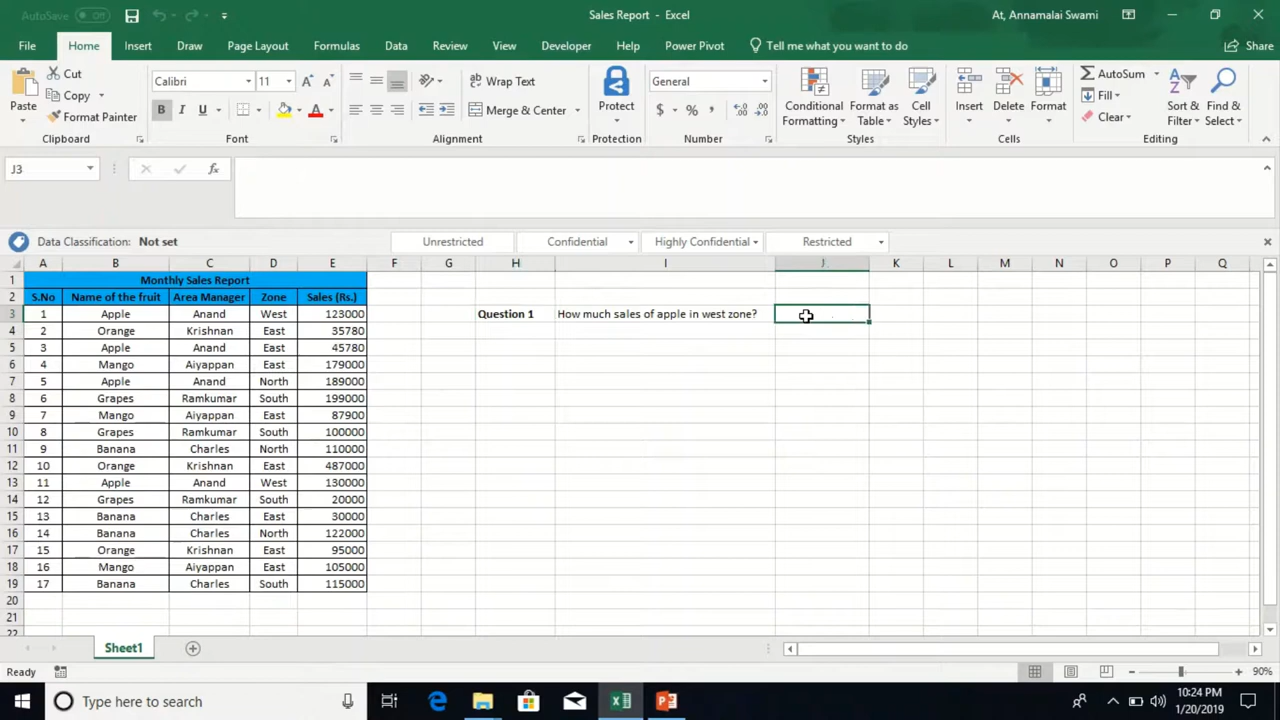 AutoSave Off
Sales Report - Excel
At, Annamalai Swami
File Home Insert Draw Page Layout Formulas Data Review View Developer Help Power Pivot Tell me what you want to do Share
Paste
Cut
Copy
Format Painter
Calibri 11
B I U
Wrap Text
Merge & Center
Protect
General
$ % ,
Conditional Formatting
Format as Table
Cell Styles
Insert
Delete
Format
AutoSum
Fill
Clear
Sort & Filter
Find & Select
Clipboard Font Alignment Protection Number Styles Cells Editing
J3 fx
Data Classification: Not set Unrestricted Confidential Highly Confidential Restricted
A B C D E F G H I J K L M N O P Q
1 Monthly Sales Report
2 S.No Name of the fruit Area Manager Zone Sales (Rs.)
3 1 Apple Anand West 123000 Question 1 How much sales of apple in west zone?
4 2 Orange Krishnan East 35780
5 3 Apple Anand East 45780
6 4 Mango Aiyappan East 179000
7 5 Apple Anand North 189000
8 6 Grapes Ramkumar South 199000
9 7 Mango Aiyappan East 87900
10 8 Grapes Ramkumar South 100000
11 9 Banana Charles North 110000
12 10 Orange Krishnan East 487000
13 11 Apple Anand West 130000
14 12 Grapes Ramkumar South 20000
15 13 Banana Charles East 30000
16 14 Banana Charles North 122000
17 15 Orange Krishnan East 95000
18 16 Mango Aiyappan East 105000
19 17 Banana Charles South 115000
20
21
22
Sheet1
Ready
90%
Type here to search
10:24 PM
1/20/2019